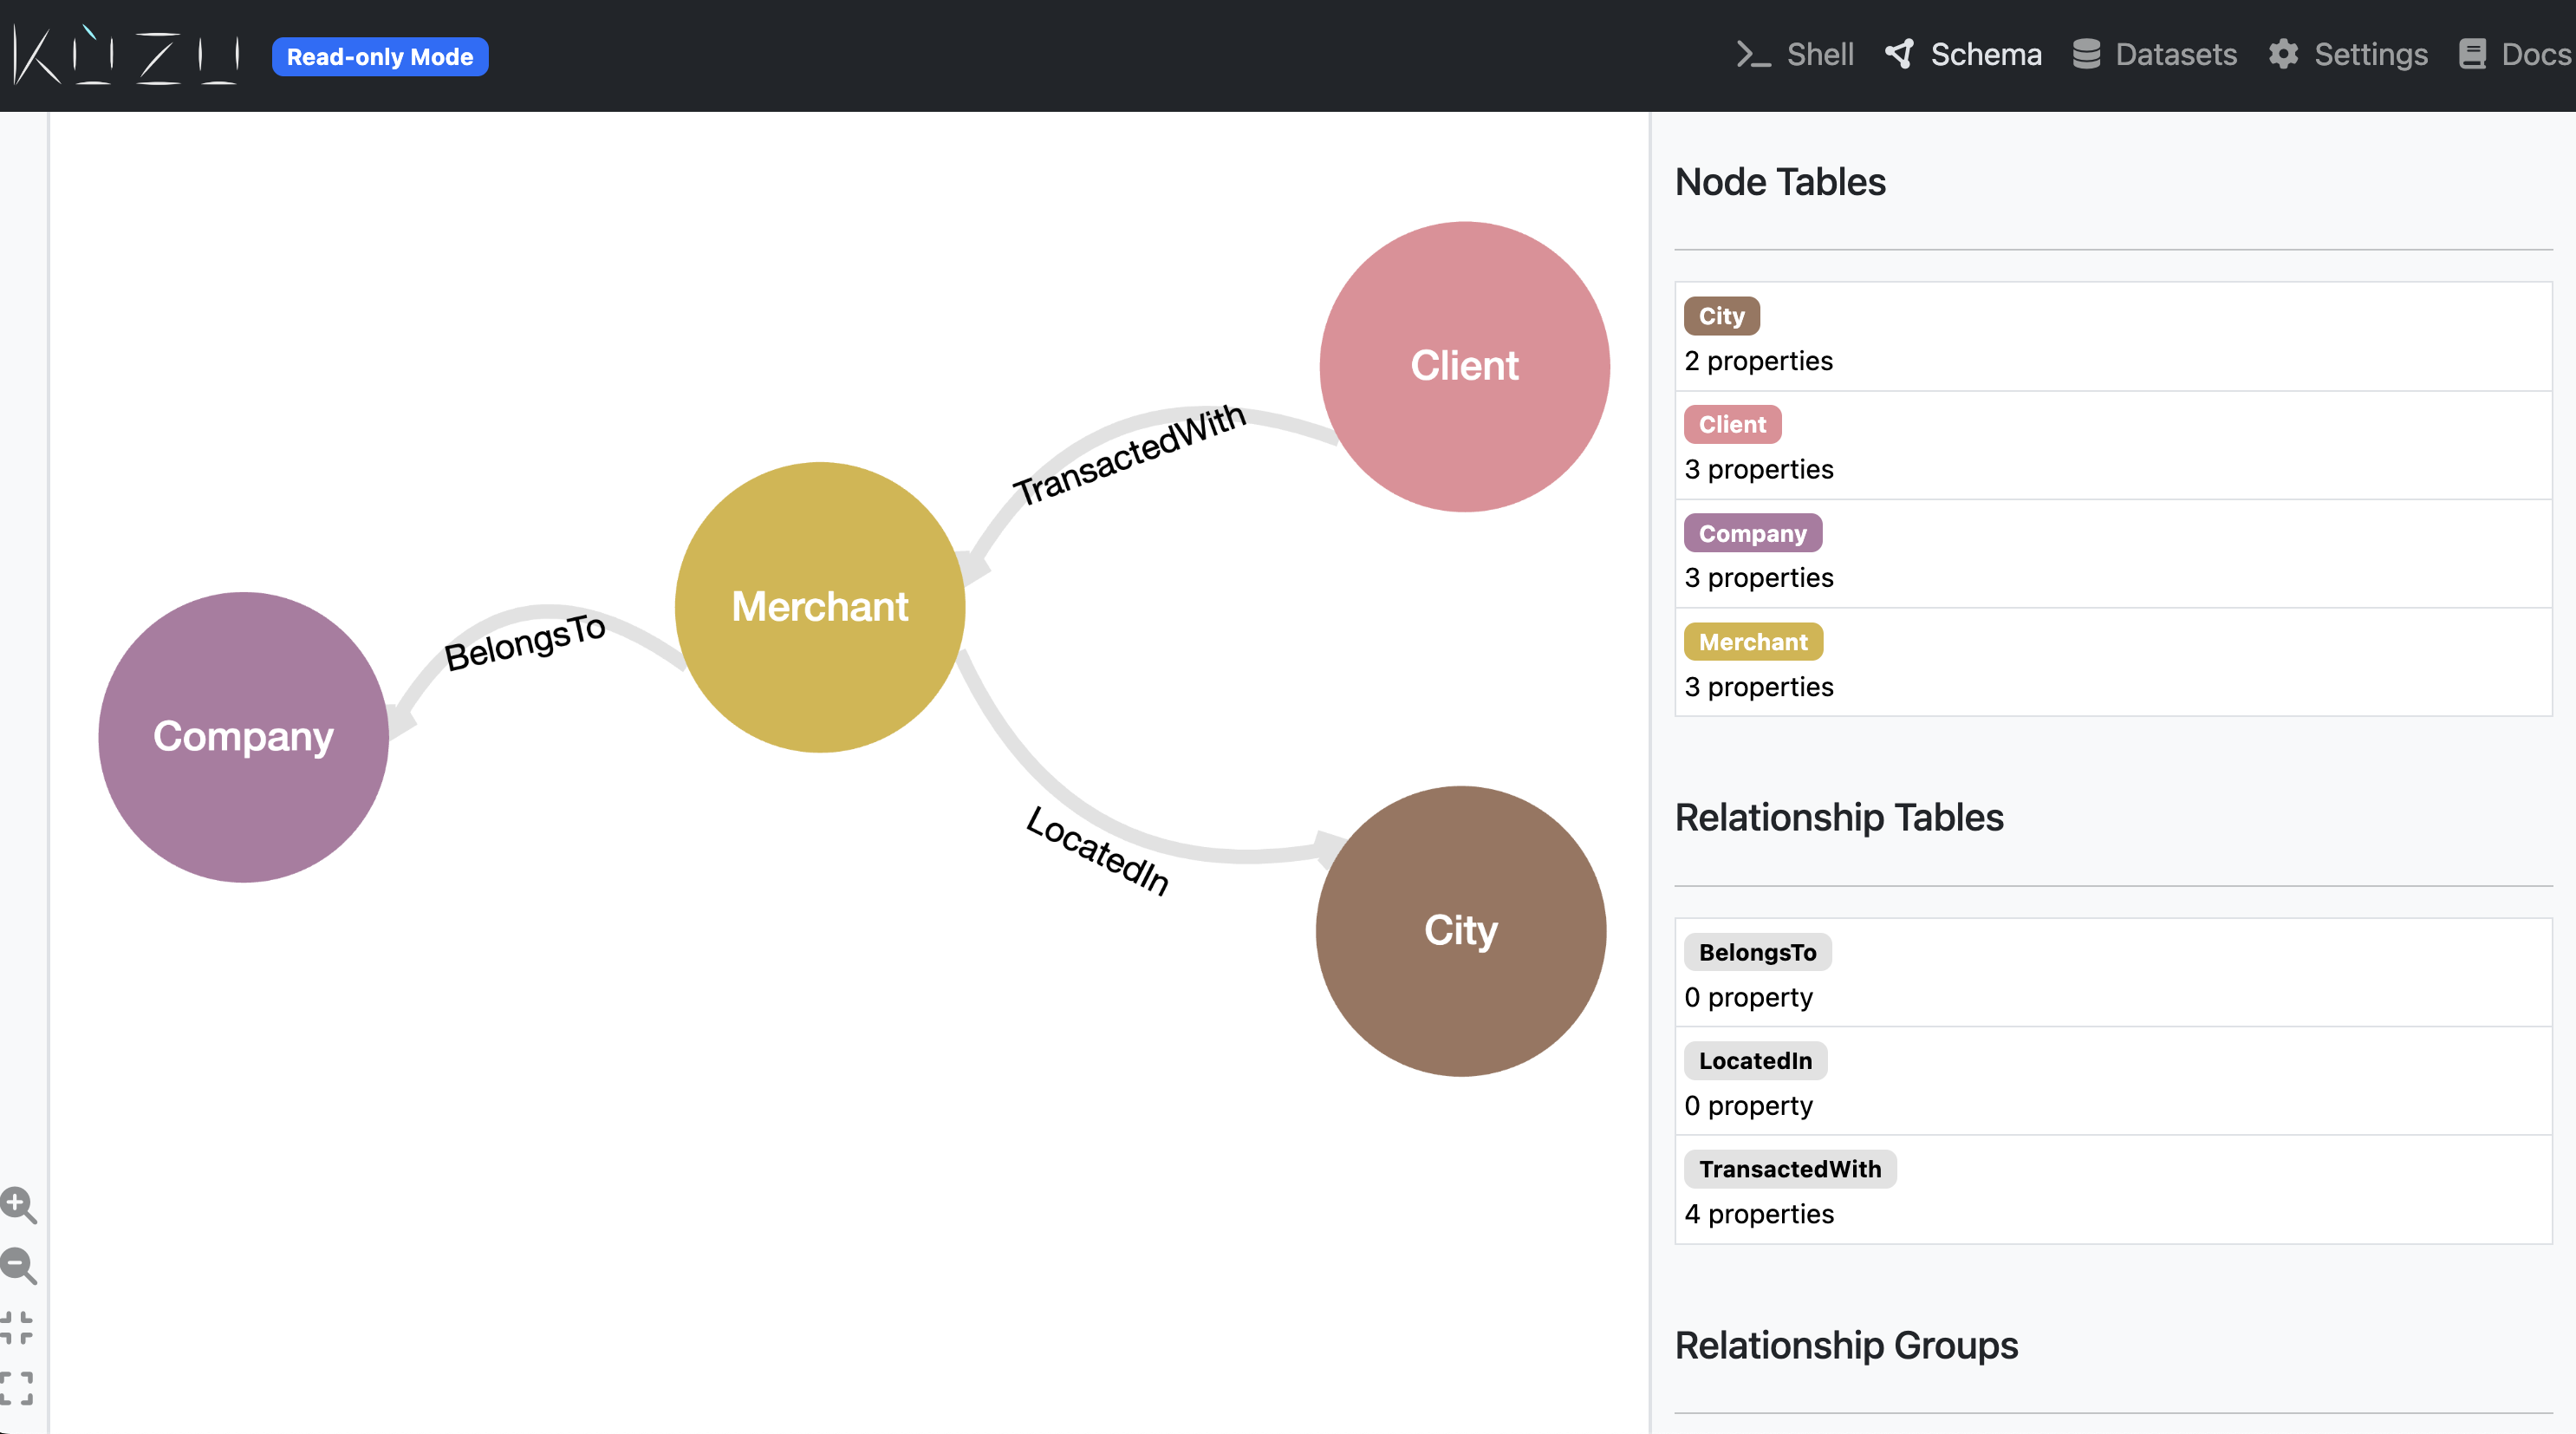 KÙZU
Read-only Mode
Shell
Schema
Datasets
Settings
Docs
Client
TransactedWith
Merchant
BelongsTo
Company
LocatedIn
City
Node Tables
City
2 properties
Client
3 properties
Company
3 properties
Merchant
3 properties
Relationship Tables
BelongsTo
0 property
LocatedIn
0 property
TransactedWith
4 properties
Relationship Groups